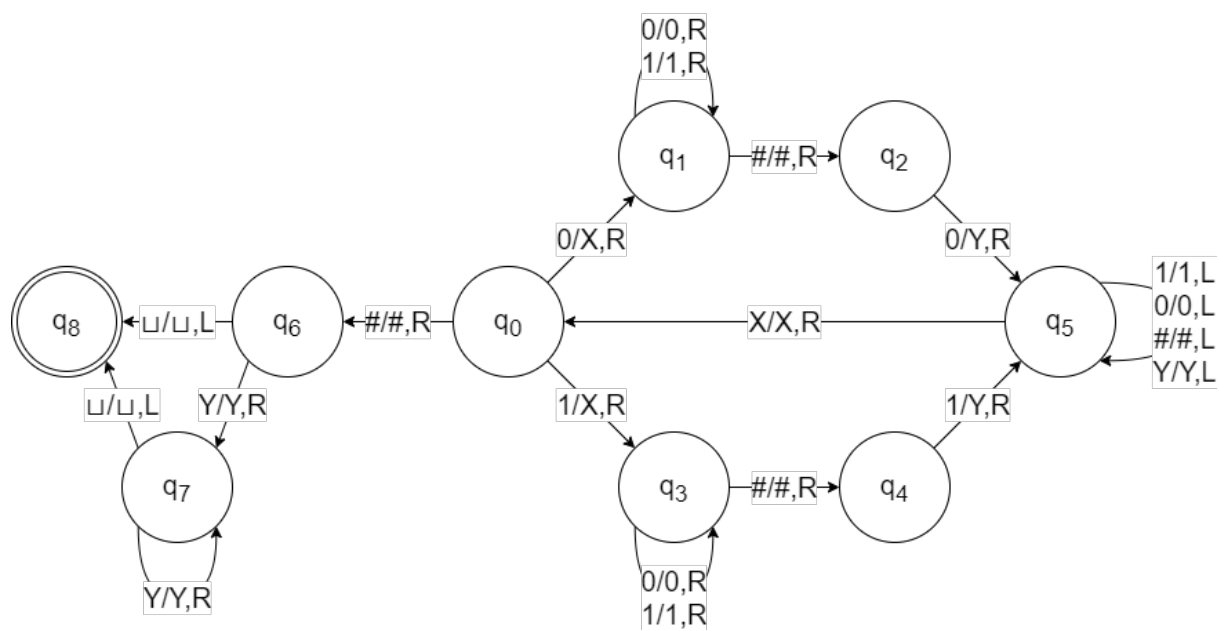 0/0,R
1/1,R
q1
#/#,R
q2
0/X,R
0/Y,R
q8
⊔/⊔,L
q6
#/#,R
q0
X/X,R
q5
1/1,L
0/0,L
#/#,L
Y/Y,L
⊔/⊔,L
Y/Y,R
1/X,R
1/Y,R
q7
q3
#/#,R
q4
Y/Y,R
0/0,R
1/1,R